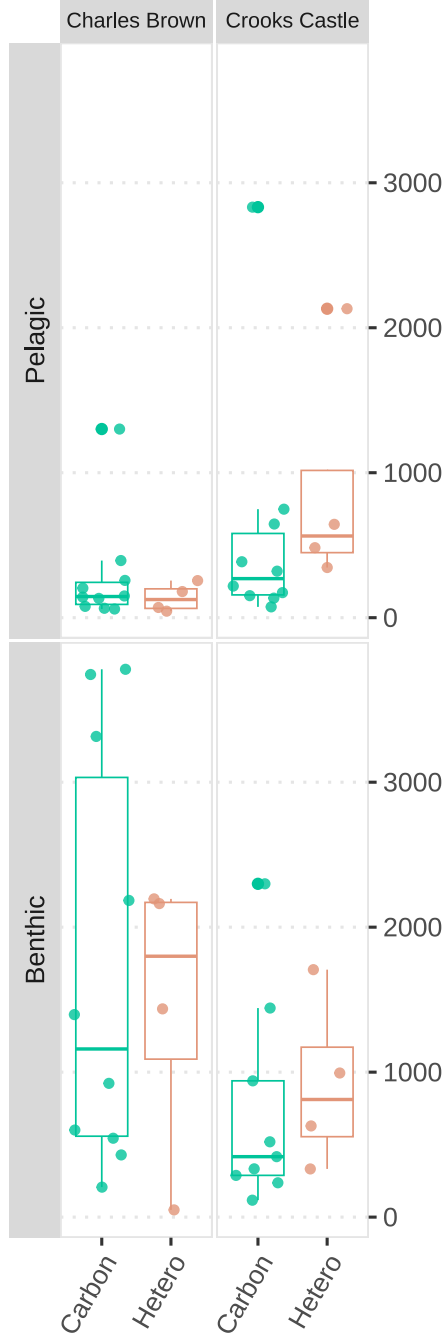 Charles Brown
Crooks Castle
Pelagic
3000
2000
1000
0
Benthic
3000
2000
1000
0
Carbon
Hetero
Carbon
Hetero